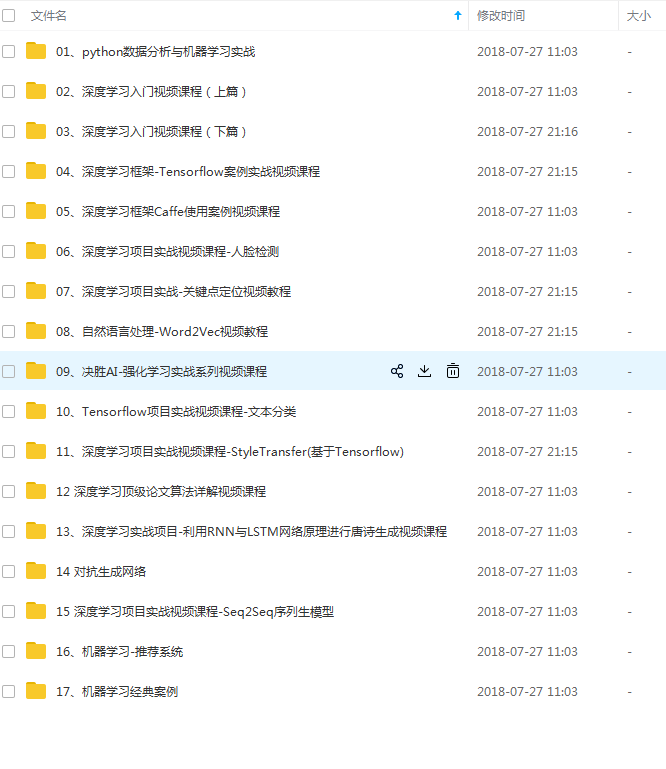 文件名 修改时间 大小
01、python数据分析与机器学习实战 2018-07-27 11:03 -
02、深度学习入门视频课程（上篇） 2018-07-27 11:03 -
03、深度学习入门视频课程（下篇） 2018-07-27 21:16 -
04、深度学习框架-Tensorflow案例实战视频课程 2018-07-27 21:15 -
05、深度学习框架Caffe使用案例视频课程 2018-07-27 11:03 -
06、深度学习项目实战视频课程-人脸检测 2018-07-27 11:03 -
07、深度学习项目实战-关键点定位视频教程 2018-07-27 21:15 -
08、自然语言处理-Word2Vec视频教程 2018-07-27 21:15 -
09、决胜AI-强化学习实战系列视频课程 2018-07-27 11:03 -
10、Tensorflow项目实战视频课程-文本分类 2018-07-27 11:03 -
11、深度学习项目实战视频课程-StyleTransfer(基于Tensorflow) 2018-07-27 21:15 -
12 深度学习顶级论文算法详解视频课程 2018-07-27 11:03 -
13、深度学习实战项目-利用RNN与LSTM网络原理进行唐诗生成视频课程 2018-07-27 11:03 -
14 对抗生成网络 2018-07-27 11:03 -
15 深度学习项目实战视频课程-Seq2Seq序列生模型 2018-07-27 11:03 -
16、机器学习-推荐系统 2018-07-27 11:03 -
17、机器学习经典案例 2018-07-27 11:03 -